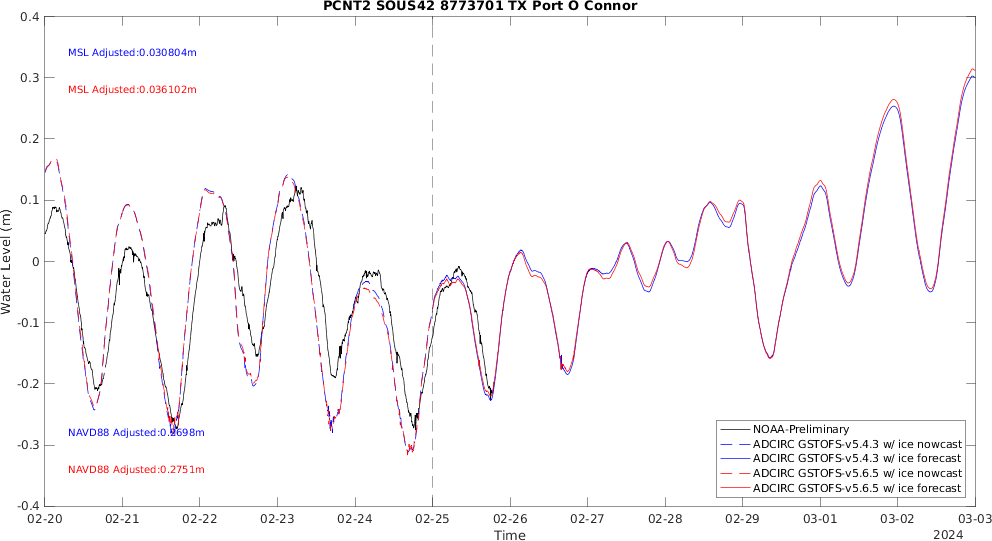 PCNT2 SOUS42 8773701 TX Port O Connor
0.4
0.3
0.2
0.1
0
-0.1
-0.2
-0.3
-0.4
Water Level (m)
MSL Adjusted:0.030804m
MSL Adjusted:0.036102m
NAVD88 Adjusted:0.2698m
NAVD88 Adjusted:0.2751m
NOAA-Preliminary
ADCIRC GSTOFS-v5.4.3 w/ ice nowcast
ADCIRC GSTOFS-v5.4.3 w/ ice forecast
ADCIRC GSTOFS-v5.6.5 w/ ice nowcast
ADCIRC GSTOFS-v5.6.5 w/ ice forecast
02-20 02-21 02-22 02-23 02-24 02-25 02-26 02-27 02-28 02-29 03-01 03-02 03-03
Time
2024